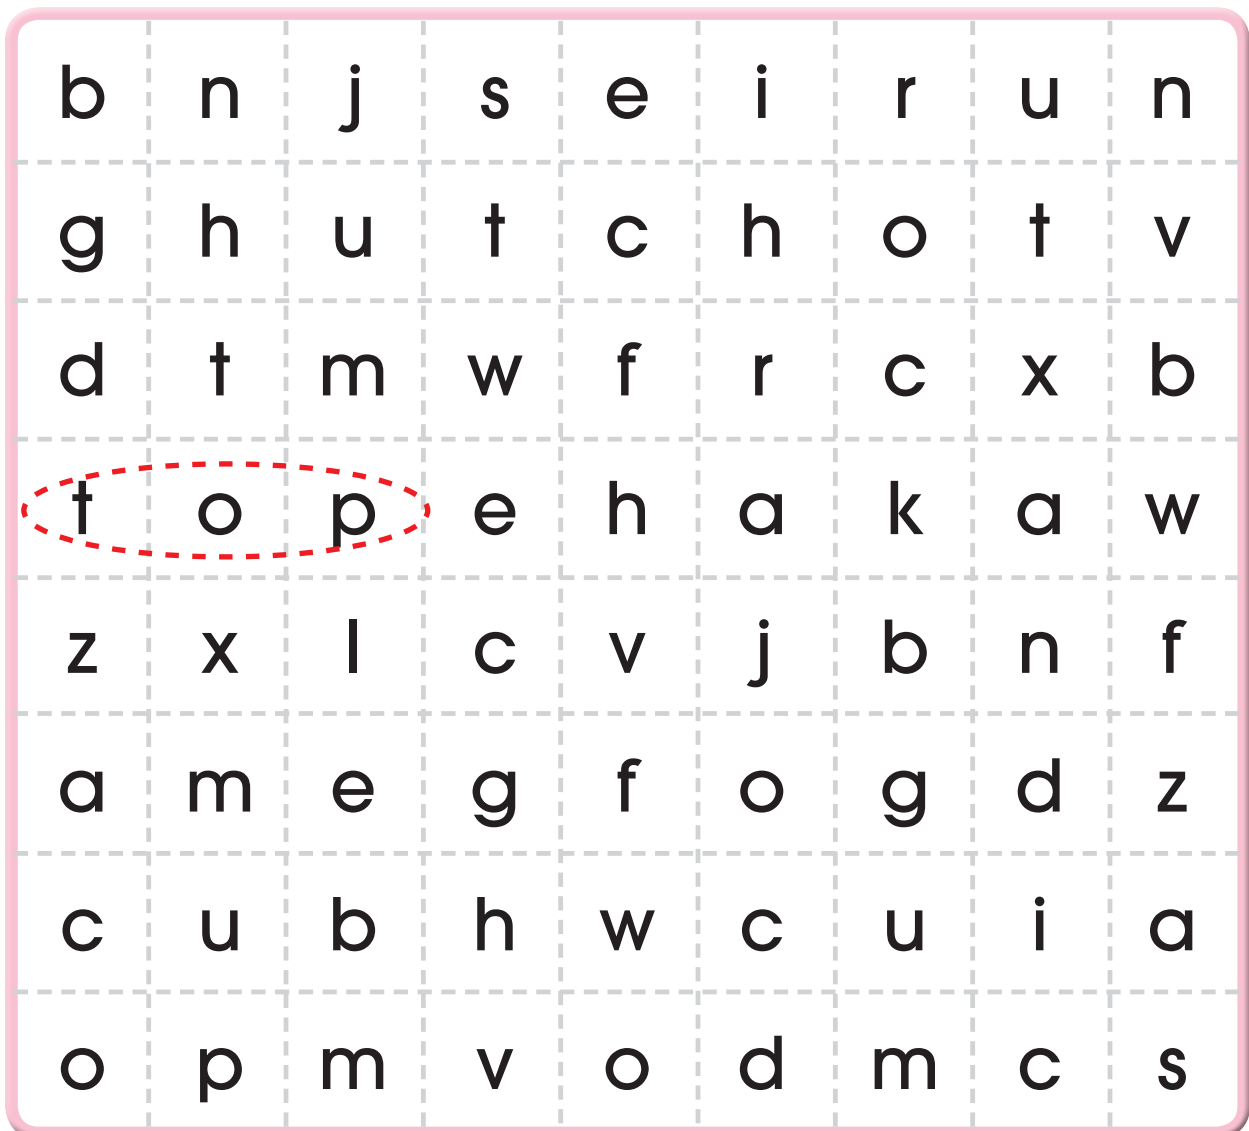 b n j s e i r u n
g h u t c h o t v
d t m w f r c x b
t o p e h a k a w
z x l c v j b n f
a m e g f o g d z
c u b h w c u i a
o p m v o d m c s